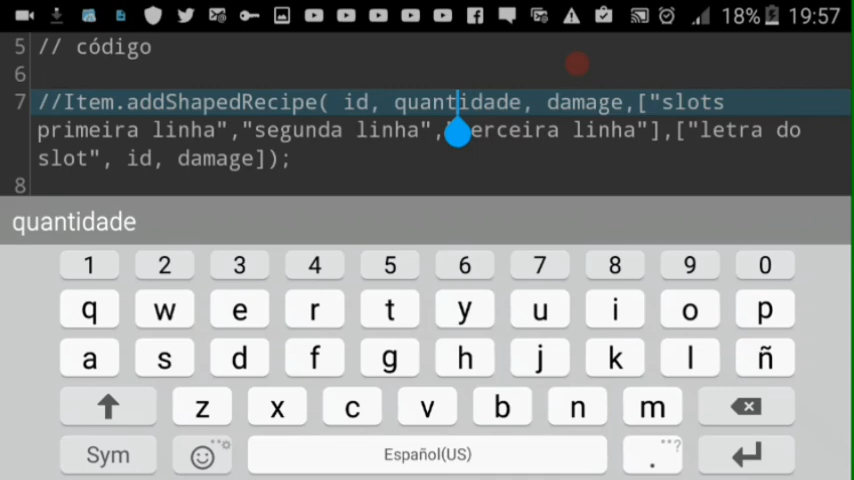 18% 19:57
5 // código
6
7 //Item.addShapedRecipe( id, quantidade, damage,["slots
primeira linha","segunda linha","terceira linha"],["letra do
slot", id, damage]);
8
quantidade
1 2 3 4 5 6 7 8 9 0
q w e r t y u i o p
a s d f g h j k l ñ
z x c v b n m
Sym Español(US) . ?